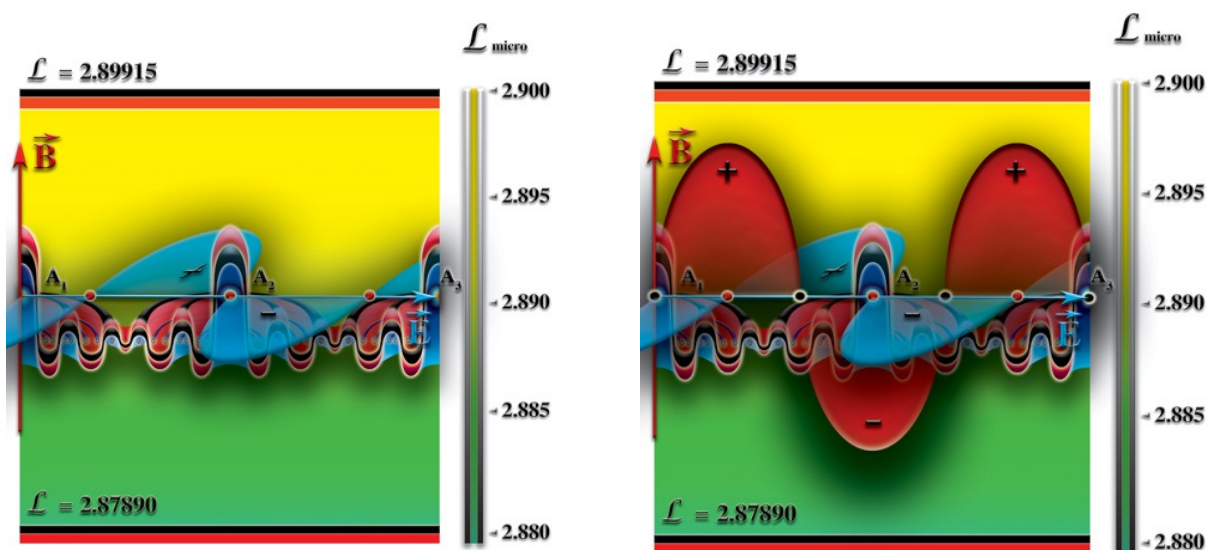 ℒ micro
ℒ = 2.89915
2.900
B
2.895
A1
A2
A3
2.890
−
E
2.885
ℒ = 2.87890
2.880
ℒ micro
ℒ = 2.89915
2.900
B
+
+
2.895
A1
A2
A3
2.890
−
E
−
2.885
ℒ = 2.87890
2.880